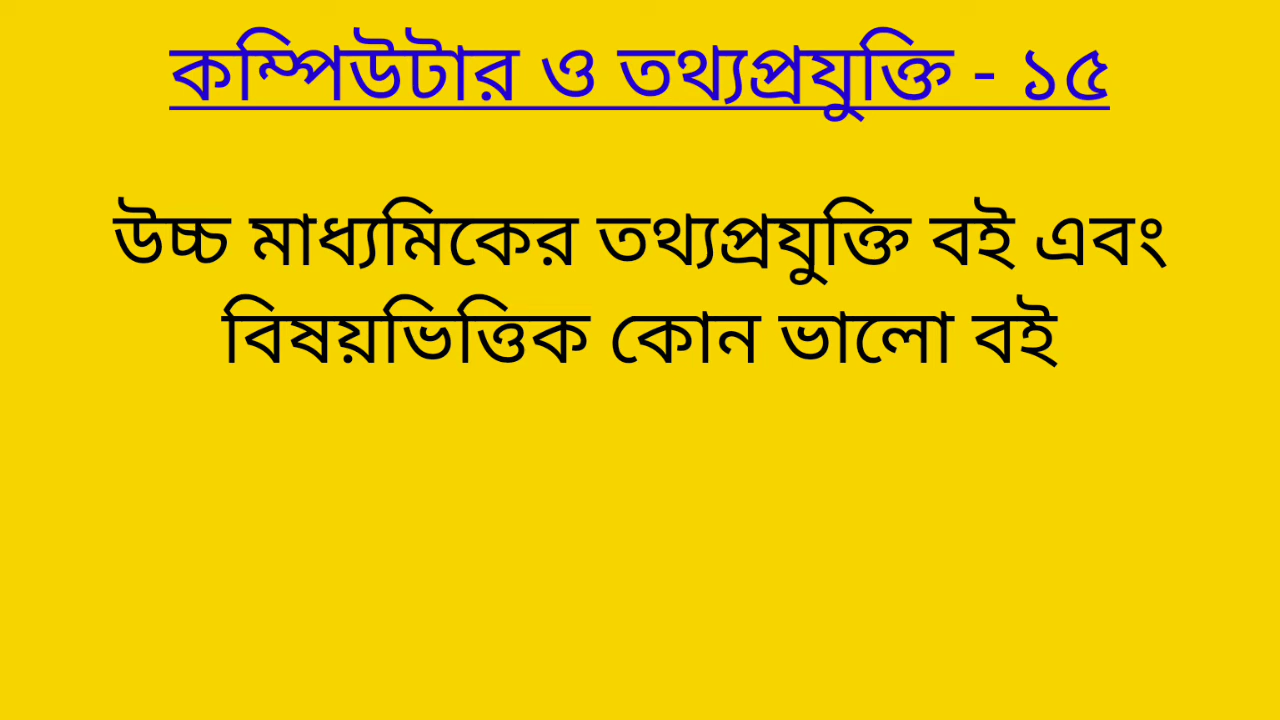 কম্পিউটার ও তথ্যপ্রযুক্তি - ১৫
উচ্চ মাধ্যমিকের তথ্যপ্রযুক্তি বই এবং
বিষয়ভিত্তিক কোন ভালো বই